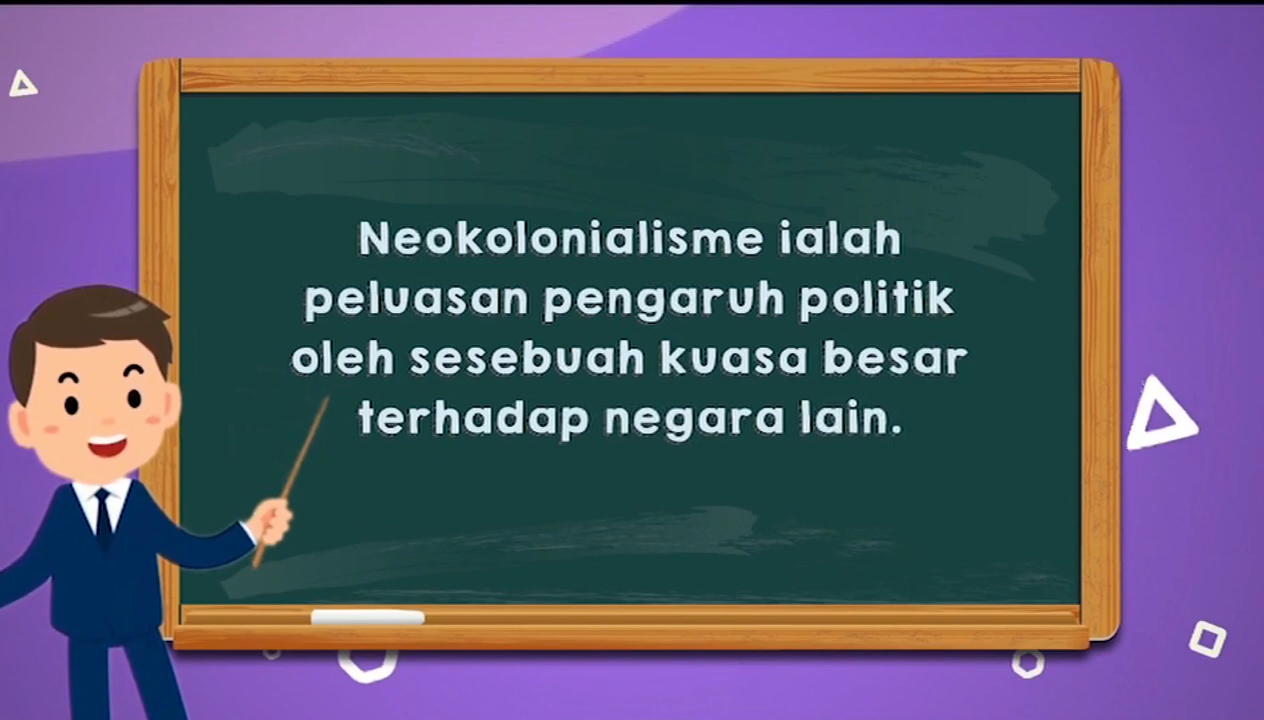 Neokolonialisme ialah
peluasan pengaruh politik
oleh sesebuah kuasa besar
terhadap negara lain.